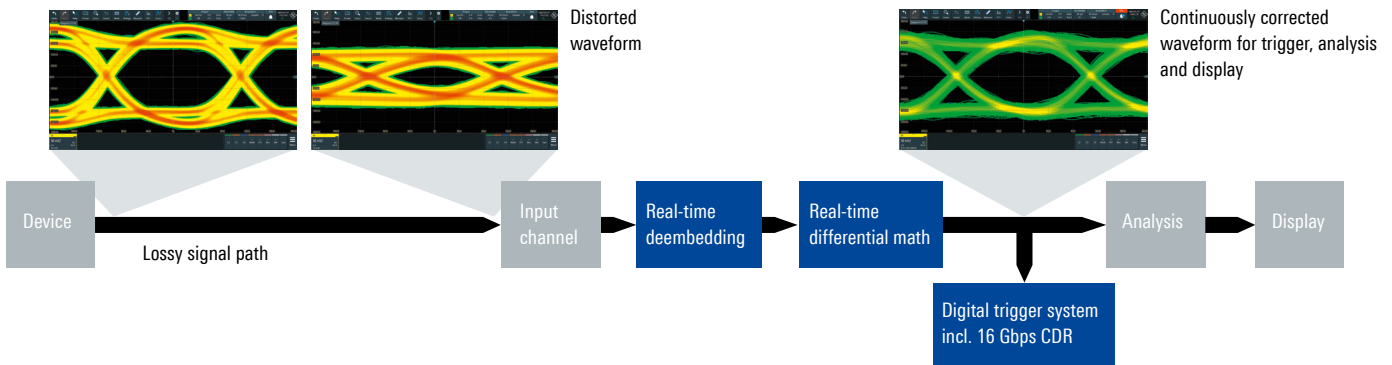 Distorted
waveform
Continuously corrected
waveform for trigger, analysis
and display
Device
Lossy signal path
Input
channel
Real-time
deembedding
Real-time
differential math
Analysis
Display
Digital trigger system
incl. 16 Gbps CDR